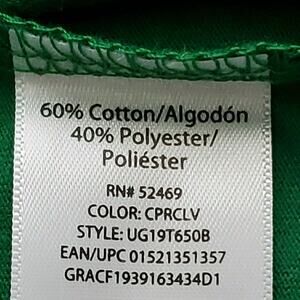 60% Cotton/Algodón
40% Polyester/
Poliéster
RN# 52469
COLOR: CPRCLV
STYLE: UG19T650B
EAN/UPC 01521351357
GRACF1939163434D1